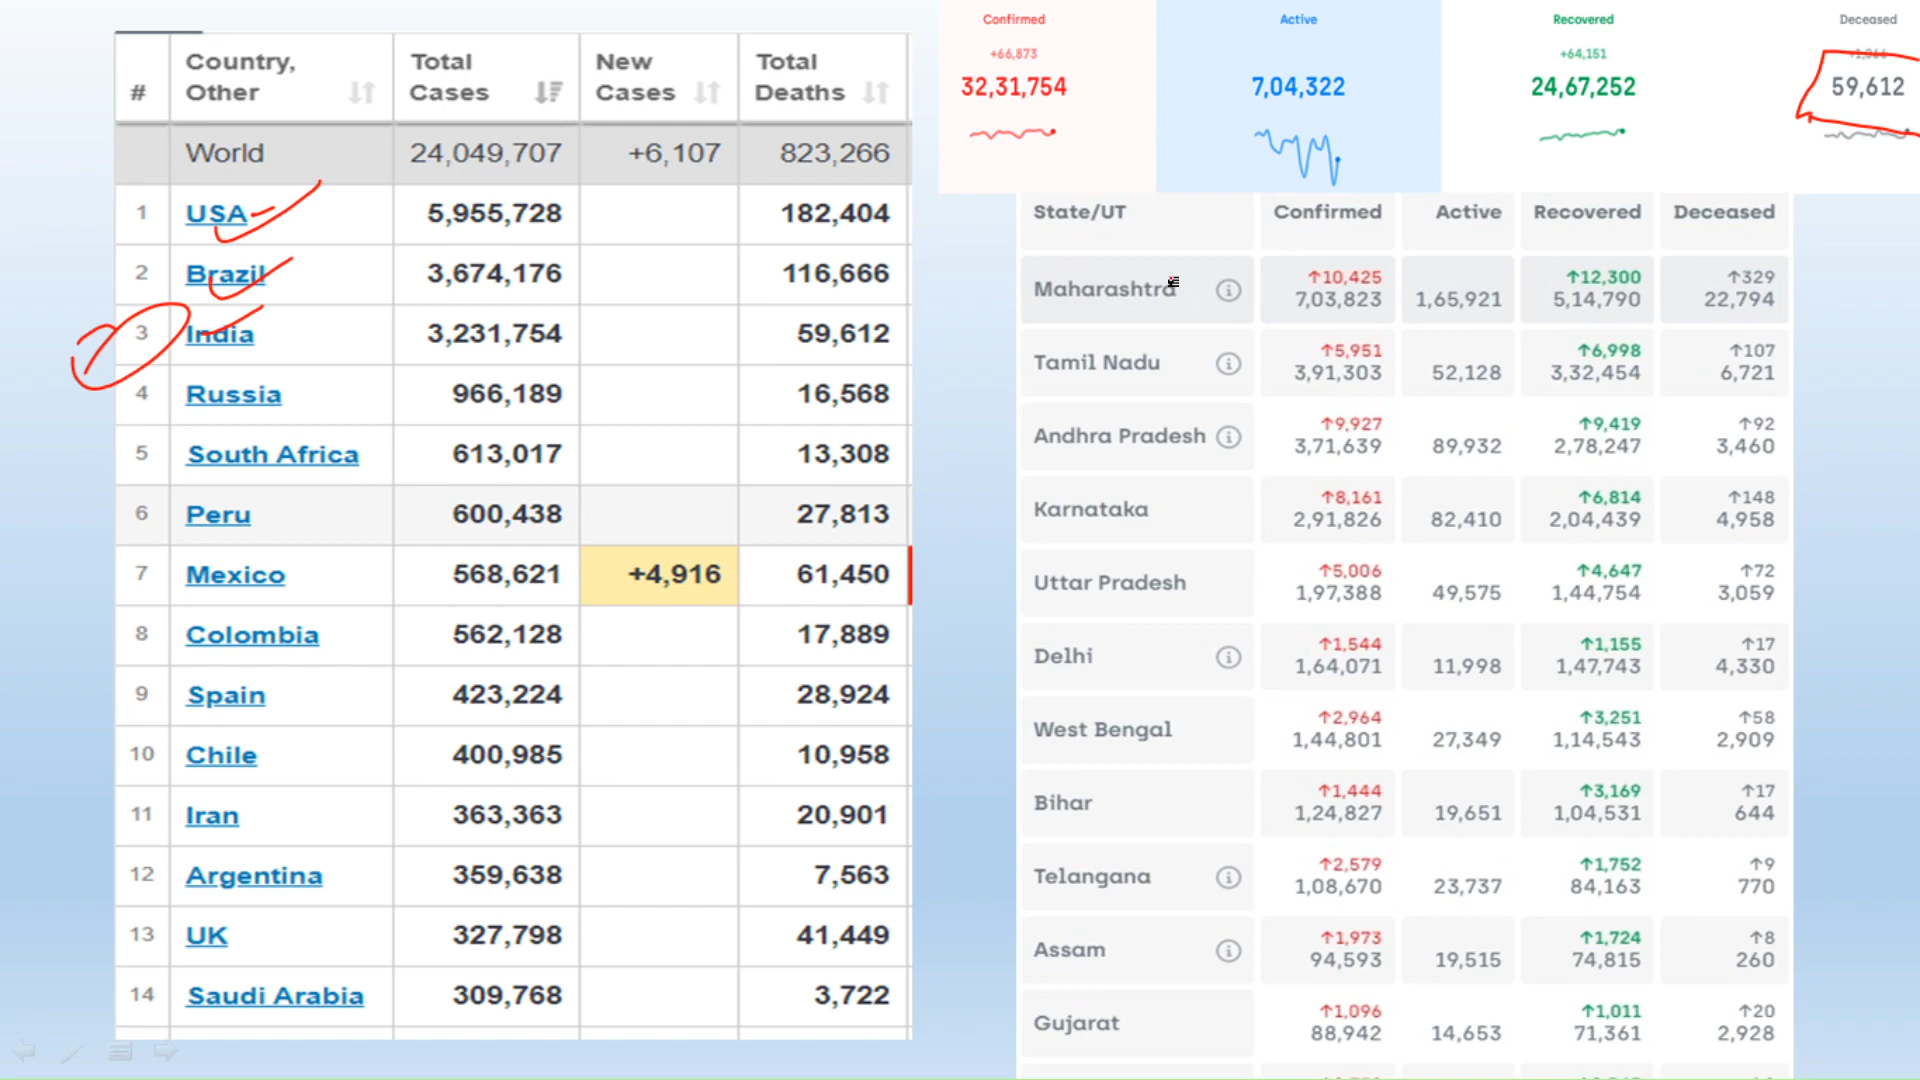 # Country, Other Total Cases New Cases Total Deaths
World 24,049,707 +6,107 823,266
1 USA 5,955,728 182,404
2 Brazil 3,674,176 116,666
3 India 3,231,754 59,612
4 Russia 966,189 16,568
5 South Africa 613,017 13,308
6 Peru 600,438 27,813
7 Mexico 568,621 +4,916 61,450
8 Colombia 562,128 17,889
9 Spain 423,224 28,924
10 Chile 400,985 10,958
11 Iran 363,363 20,901
12 Argentina 359,638 7,563
13 UK 327,798 41,449
14 Saudi Arabia 309,768 3,722
Confirmed Active Recovered Deceased
+66,873 +64,151
32,31,754 7,04,322 24,67,252 59,612
State/UT Confirmed Active Recovered Deceased
↑10,425 ↑12,300 ↑329
Maharashtra 7,03,823 1,65,921 5,14,790 22,794
↑5,951 ↑6,998 ↑107
Tamil Nadu 3,91,303 52,128 3,32,454 6,721
↑9,927 ↑9,419 ↑92
Andhra Pradesh 3,71,639 89,932 2,78,247 3,460
↑8,161 ↑6,814 ↑148
Karnataka 2,91,826 82,410 2,04,439 4,958
↑5,006 ↑4,647 ↑72
Uttar Pradesh 1,97,388 49,575 1,44,754 3,059
↑1,544 ↑1,155 ↑17
Delhi 1,64,071 11,998 1,47,743 4,330
↑2,964 ↑3,251 ↑58
West Bengal 1,44,801 27,349 1,14,543 2,909
↑1,444 ↑3,169 ↑17
Bihar 1,24,827 19,651 1,04,531 644
↑2,579 ↑1,752 ↑9
Telangana 1,08,670 23,737 84,163 770
↑1,973 ↑1,724 ↑8
Assam 94,593 19,515 74,815 260
↑1,096 ↑1,011 ↑20
Gujarat 88,942 14,653 71,361 2,928